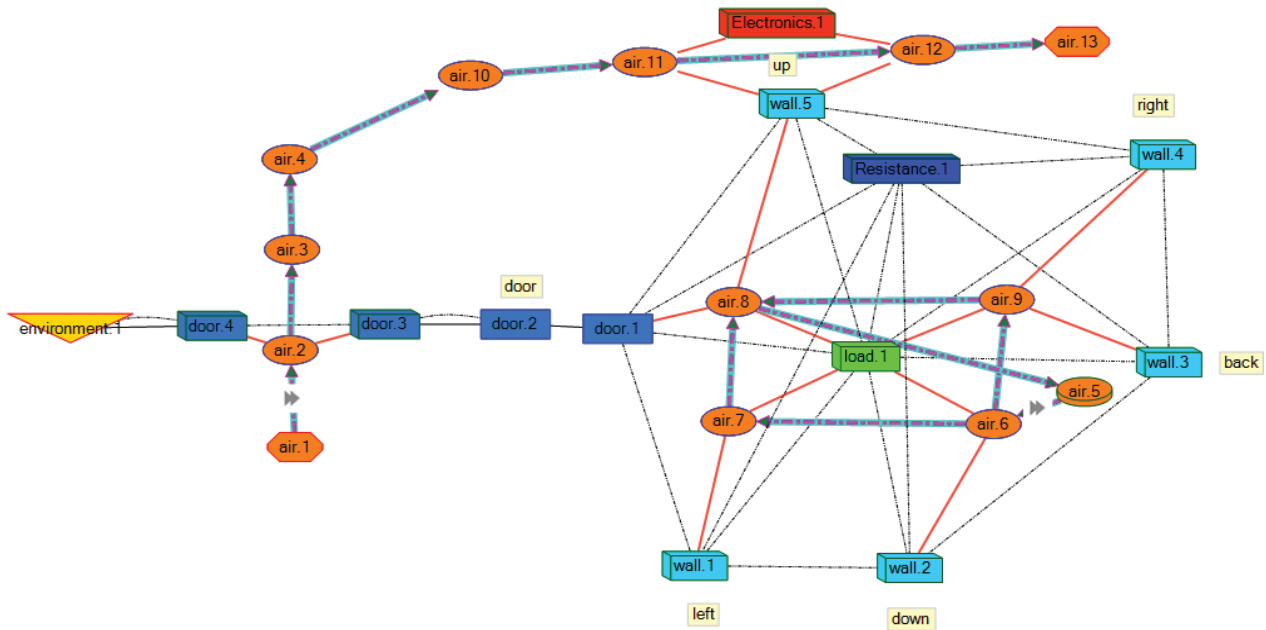 Electronics.1
air.13
air.12
air.11
up
air.10
wall.5
right
air.4
wall.4
Resistance.1
air.3
door
air.9
air.8
environment.1
door.4
door.3
door.2
door.1
air.2
load.1
wall.3
back
air.5
air.7
air.6
air.1
wall.1
wall.2
left
down